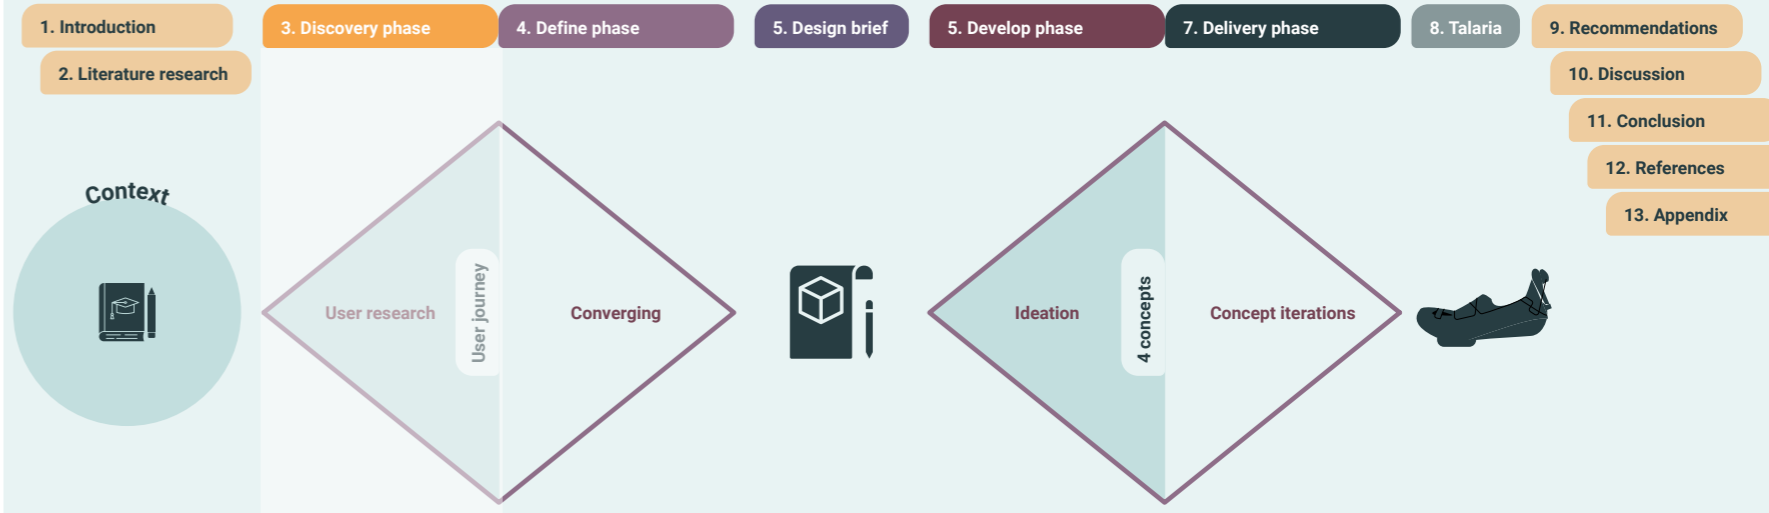 1. Introduction
2. Literature research
3. Discovery phase
4. Define phase
5. Design brief
5. Develop phase
7. Delivery phase
8. Talaria
9. Recommendations
10. Discussion
11. Conclusion
12. References
13. Appendix
Context
User research
User journey
Converging
Ideation
4 concepts
Concept iterations